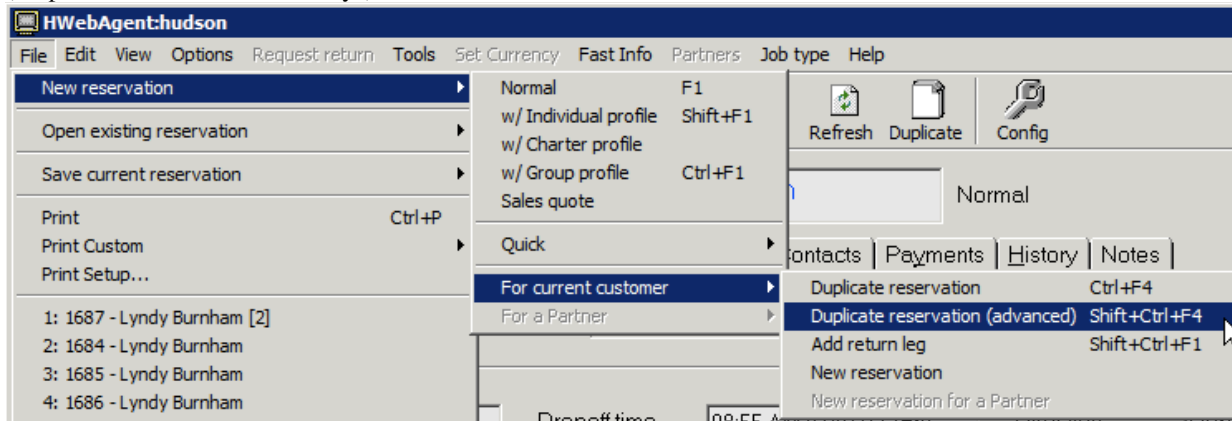 HWebAgent:hudson
File Edit View Options Request return Tools Set Currency Fast Info Partners Job type Help
New reservation
Open existing reservation
Save current reservation
Print Ctrl+P
Print Custom
Print Setup...
1: 1687 - Lyndy Burnham [2]
2: 1684 - Lyndy Burnham
3: 1685 - Lyndy Burnham
4: 1686 - Lyndy Burnham
Normal F1
w/ Individual profile Shift+F1
w/ Charter profile
w/ Group profile Ctrl+F1
Sales quote
Quick
For current customer
For a Partner
Refresh Duplicate Config
Normal
ontacts Payments History Notes
Duplicate reservation Ctrl+F4
Duplicate reservation (advanced) Shift+Ctrl+F4
Add return leg Shift+Ctrl+F1
New reservation
New reservation for a Partner
Dropoff time